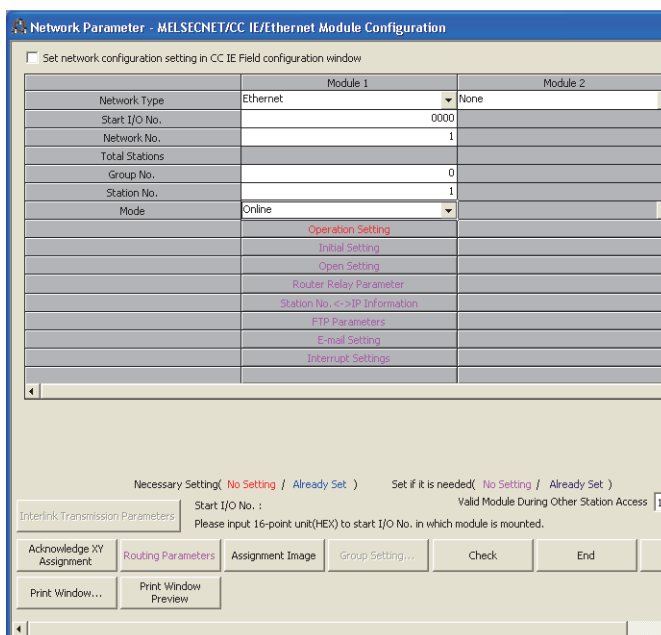 Network Parameter - MELSECNET/CC IE/Ethernet Module Configuration
Set network configuration setting in CC IE Field configuration window
Module 1 Module 2
Network Type Ethernet None
Start I/O No. 0000
Network No. 1
Total Stations
Group No. 0
Station No. 1
Mode Online
Operation Setting
Initial Setting
Open Setting
Router Relay Parameter
Station No.<->IP Information
FTP Parameters
E-mail Setting
Interrupt Settings
Necessary Setting( No Setting / Already Set ) Set if it is needed( No Setting / Already Set )
Interlink Transmission Parameters
Start I/O No. : Valid Module During Other Station Access 1
Please input 16-point unit(HEX) to start I/O No. in which module is mounted.
Acknowledge XY Assignment Routing Parameters Assignment Image Group Setting... Check End
Print Window... Print Window Preview